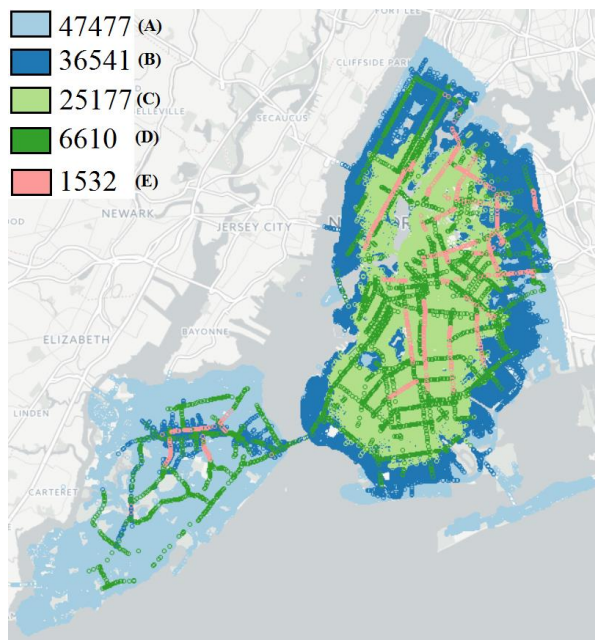 47477 (A)
36541 (B)
25177 (C)
6610 (D)
1532 (E)
FORT LEE
CLIFFSIDE PARK
BELLEVILLE
SECAUCUS
NEWARK
JERSEY CITY
ELIZABETH
BAYONNE
LINDEN
CARTERET